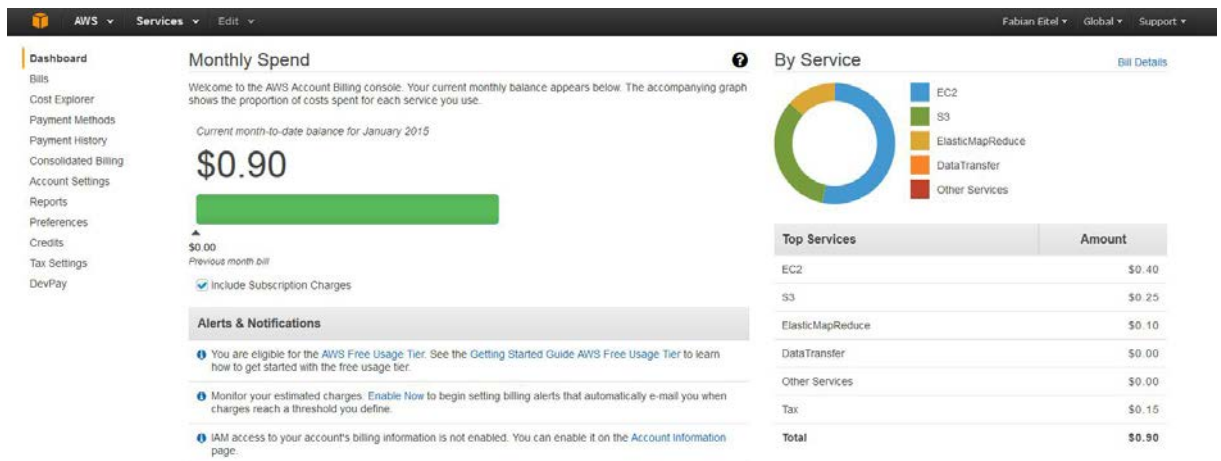 AWS Services Edit Fabian Eitel Global Support
Dashboard
Bills
Cost Explorer
Payment Methods
Payment History
Consolidated Billing
Account Settings
Reports
Preferences
Credits
Tax Settings
DevPay
Monthly Spend ?
Welcome to the AWS Account Billing console. Your current monthly balance appears below. The accompanying graph
shows the proportion of costs spent for each service you use.
Current month-to-date balance for January 2015
$0.90
$0.00
Previous month bill
Include Subscription Charges
Alerts & Notifications
You are eligible for the AWS Free Usage Tier. See the Getting Started Guide AWS Free Usage Tier to learn
how to get started with the free usage tier.
Monitor your estimated charges. Enable Now to begin setting billing alerts that automatically e-mail you when
charges reach a threshold you define.
IAM access to your account's billing information is not enabled. You can enable it on the Account Information
page.
By Service Bill Details
EC2
S3
ElasticMapReduce
DataTransfer
Other Services
Top Services Amount
EC2 $0.40
S3 $0.25
ElasticMapReduce $0.10
DataTransfer $0.00
Other Services $0.00
Tax $0.15
Total $0.90